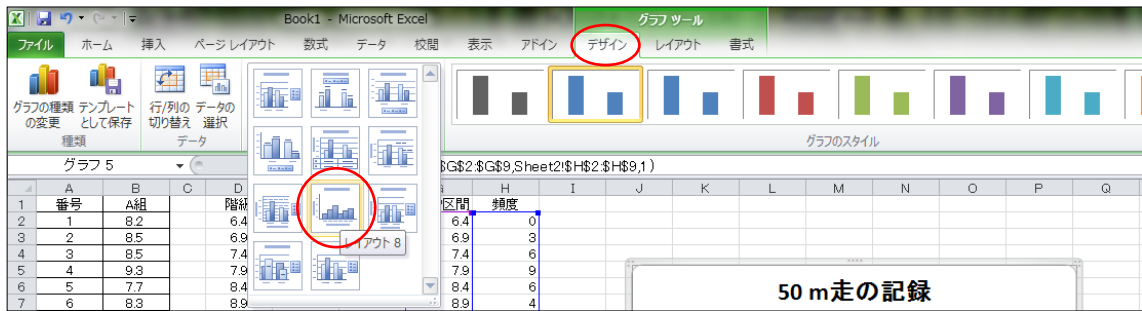 Book1 - Microsoft Excel
グラフ ツール
ファイル ホーム 挿入 ページ レイアウト 数式 データ 校閲 表示 アドイン デザイン レイアウト 書式
グラフの種類の変更 テンプレートとして保存 行/列の切り替え データの選択
種類 データ グラフのスタイル
グラフ 5 $G$2:$G$9,Sheet2!$H$2:$H$9,1)
A B C D H I J K L M N O P Q
1 番号 A組 階級 区間 頻度
2 1 8.2 6.4 6.4 0
3 2 8.5 6.9 6.9 3
4 3 8.5 7.4 7.4 6
レイアウト 8
5 4 9.3 7.9 7.9 9
6 5 7.7 8.4 8.4 6
7 6 8.3 8.9 8.9 4
50 m走の記録